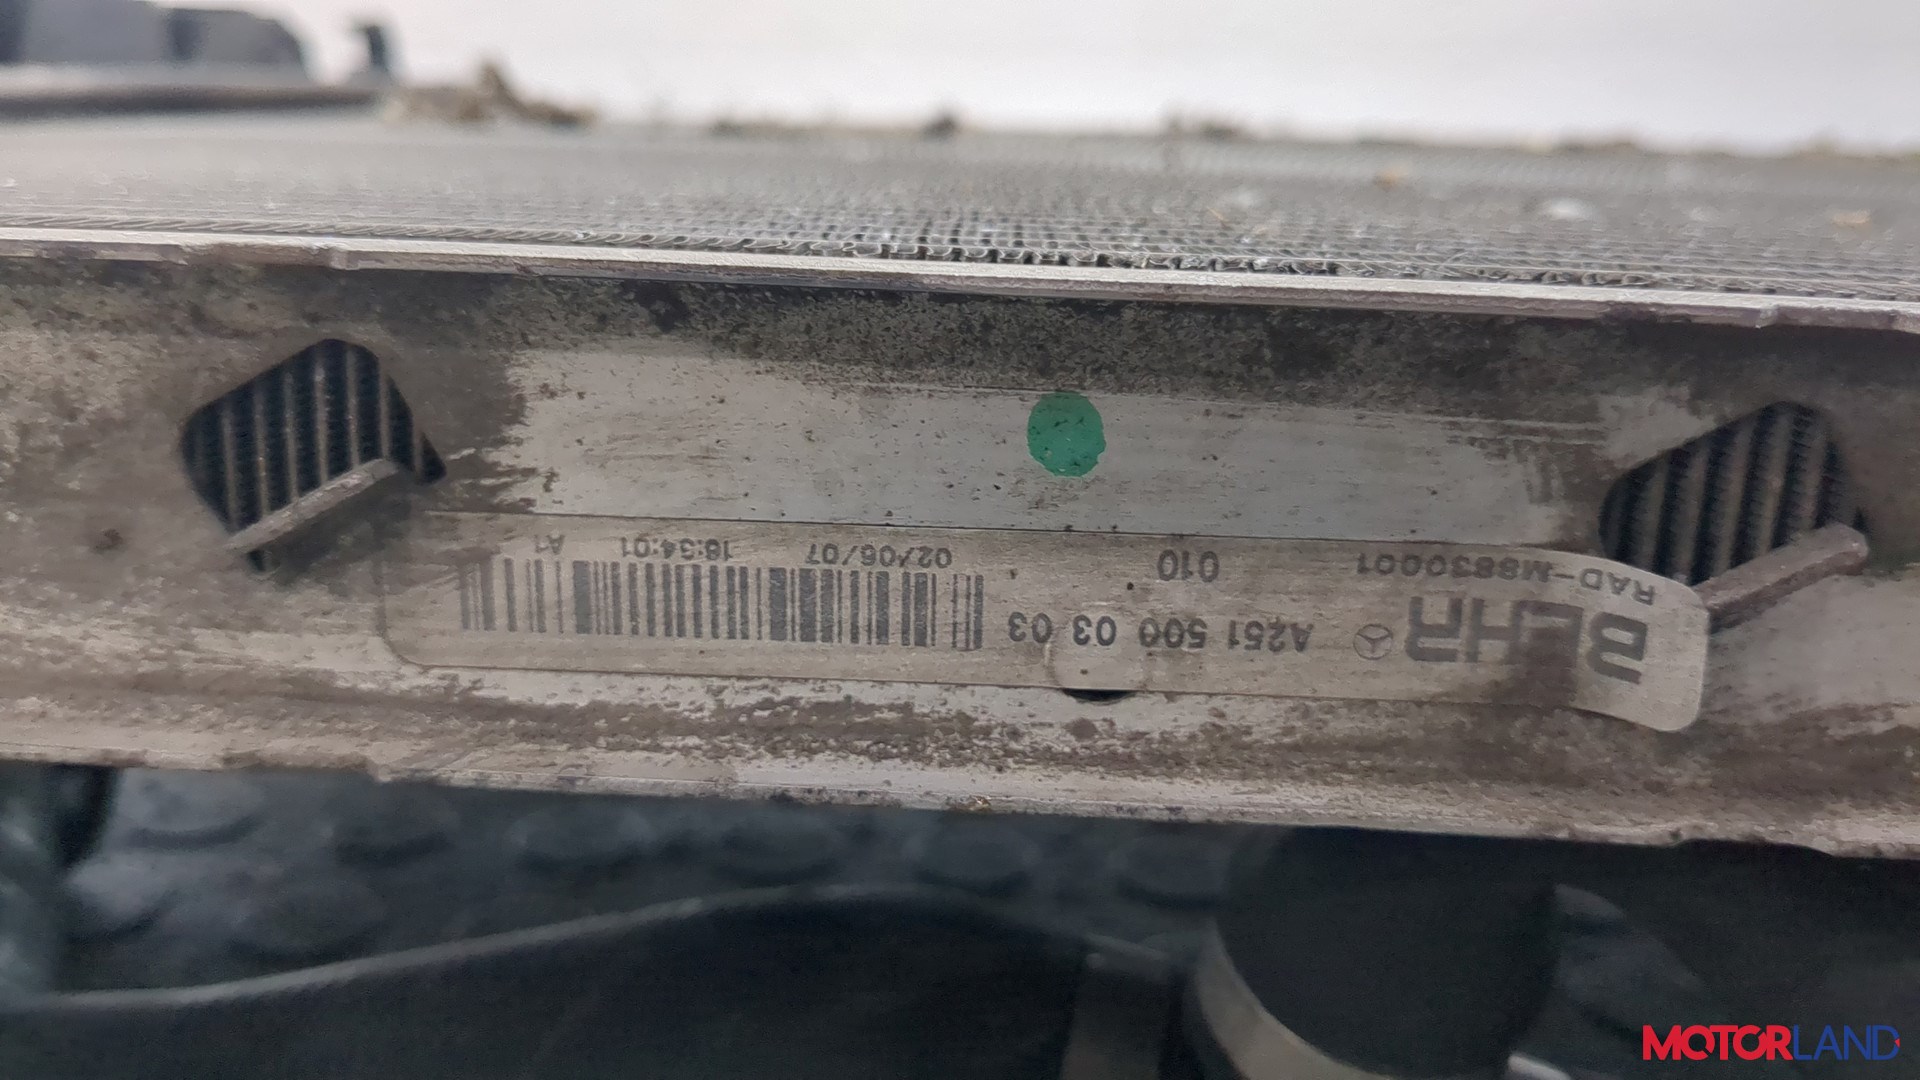 BEHR A251 500 03 03
RAD-M8830001 010 02/06/07 18:34:01 A1
MOTORLAND